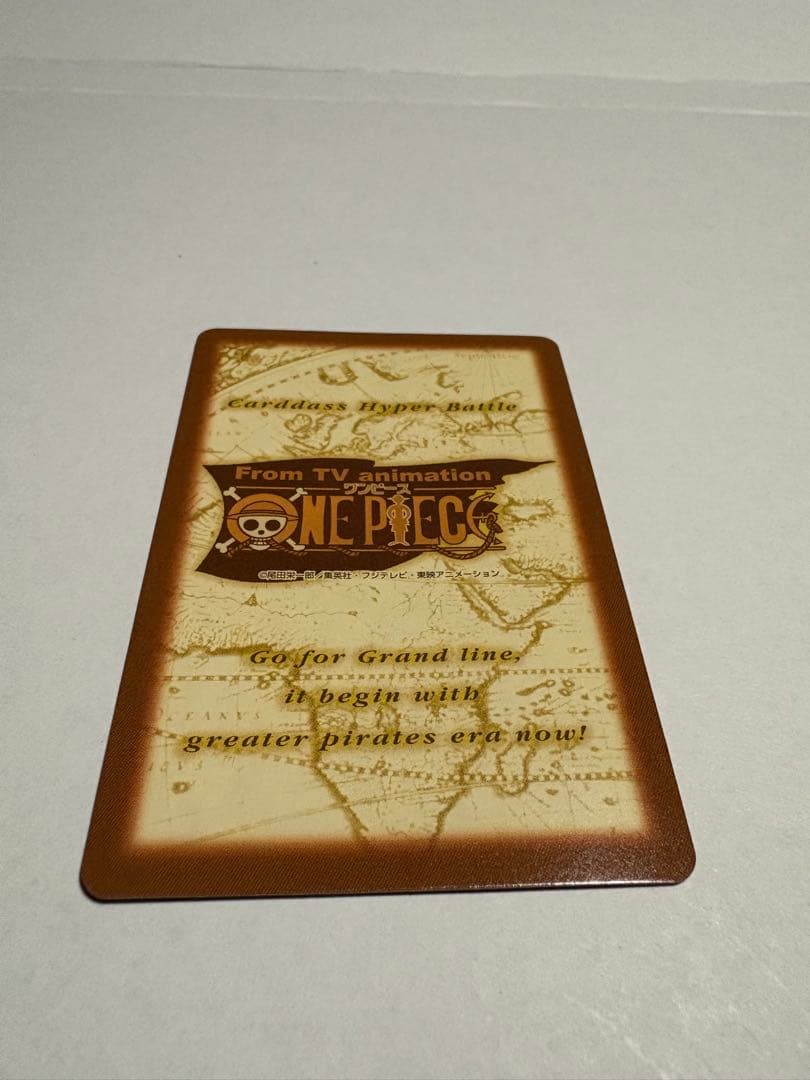 Carddass Hyper Battle
From TV animation
ワンピース
ONE PIECE
©尾田栄一郎／集英社・フジテレビ・東映アニメーション
Go for Grand line,
it begin with
greater pirates era now!